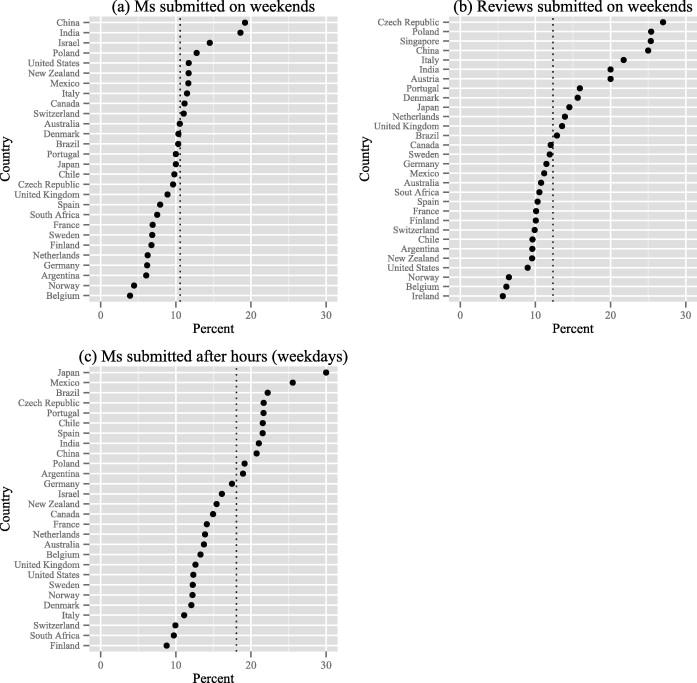 (a) Ms submitted on weekends
China
India
Israel
Poland
United States
New Zealand
Mexico
Italy
Canada
Switzerland
Australia
Denmark
Brazil
Portugal
Japan
Chile
Czech Republic
United Kingdom
Spain
South Africa
France
Sweden
Finland
Netherlands
Germany
Argentina
Norway
Belgium
Country
0 10 20 30
Percent
(b) Reviews submitted on weekends
Czech Republic
Poland
Singapore
China
Italy
India
Austria
Portugal
Denmark
Japan
Netherlands
United Kingdom
Brazil
Canada
Sweden
Germany
Mexico
Australia
Sout Africa
Spain
France
Finland
Switzerland
Chile
Argentina
New Zealand
United States
Norway
Belgium
Ireland
Country
0 10 20 30
Percent
(c) Ms submitted after hours (weekdays)
Japan
Mexico
Brazil
Czech Republic
Portugal
Chile
Spain
India
China
Poland
Argentina
Germany
Israel
New Zealand
Canada
France
Netherlands
Australia
Belgium
United Kingdom
United States
Sweden
Norway
Denmark
Italy
Switzerland
South Africa
Finland
Country
0 10 20 30
Percent